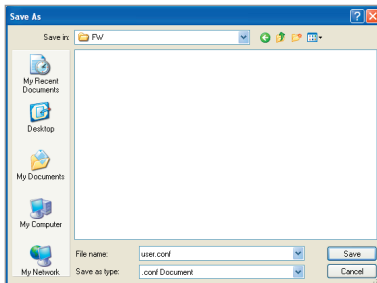 Save As
Save in:
FW
My Recent
Documents
Desktop
My Documents
My Computer
My Network
File name:
user.conf
Save
Save as type:
.conf Document
Cancel